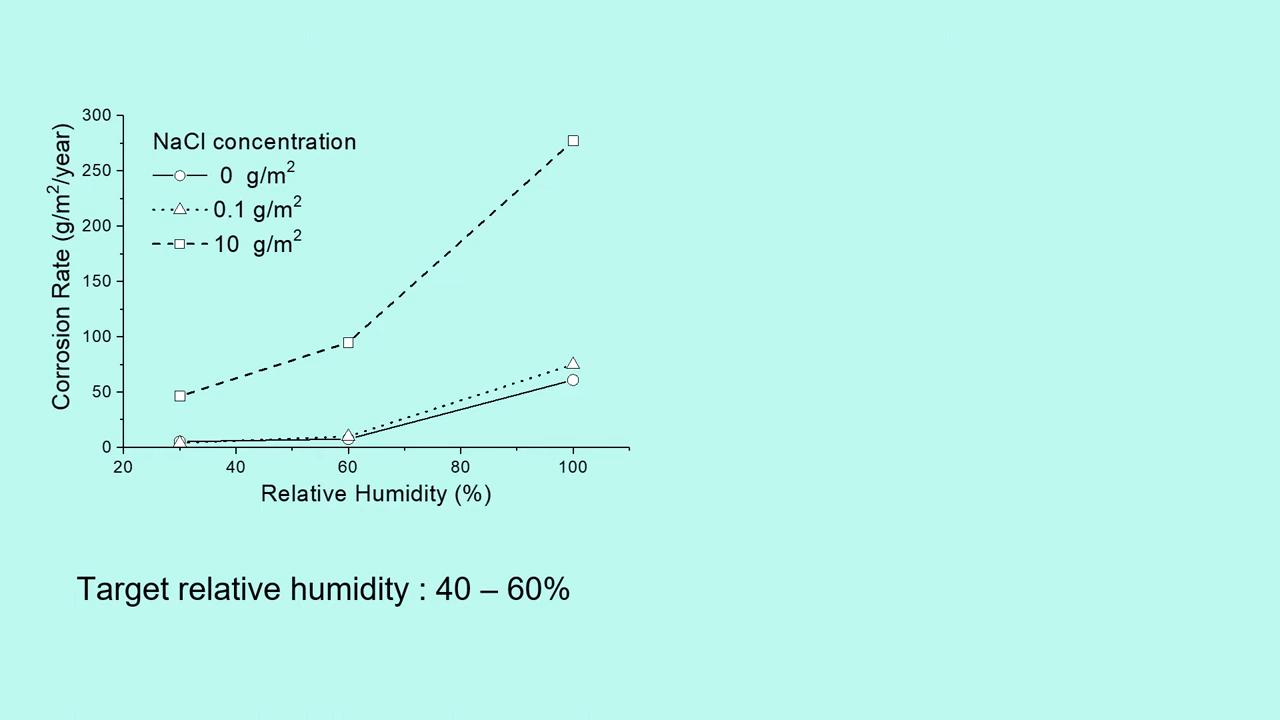 300
250
200
150
100
50
0
Corrosion Rate (g/m²/year)
NaCl concentration
0 g/m²
0.1 g/m²
10 g/m²
20 40 60 80 100
Relative Humidity (%)
Target relative humidity : 40 – 60%